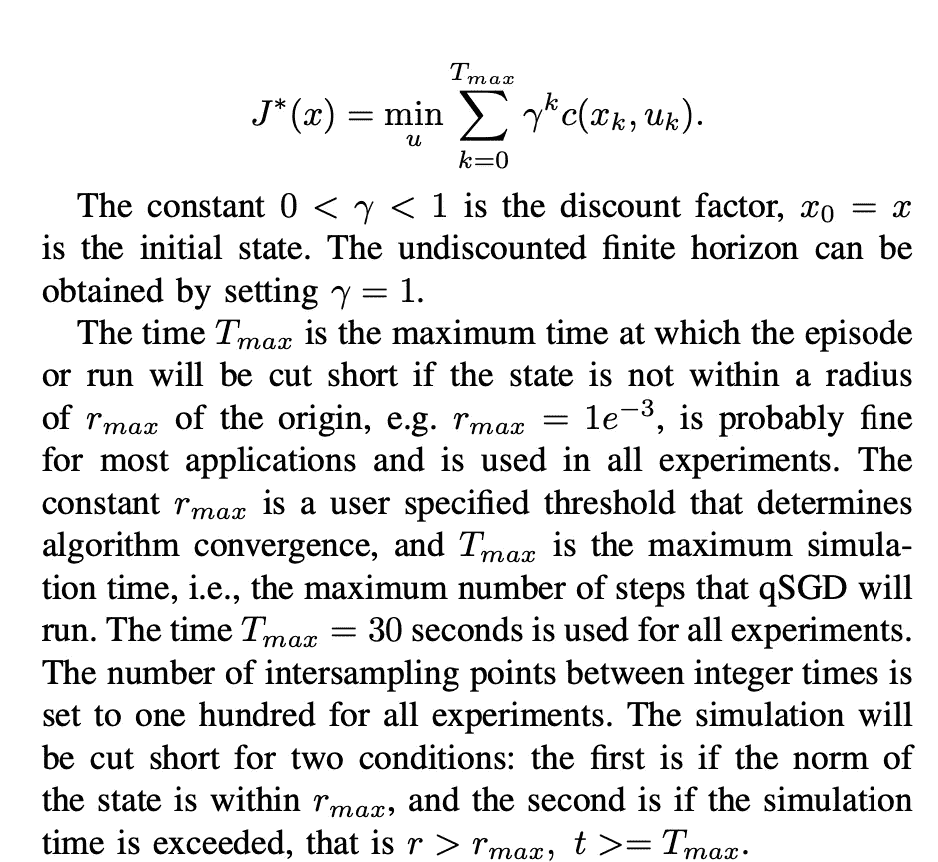 J*(x) = min_u \sum_{k=0}^{T_{max}} γ^k c(x_k, u_k).
The constant 0 < γ < 1 is the discount factor, x_0 = x
is the initial state. The undiscounted finite horizon can be
obtained by setting γ = 1.
The time T_{max} is the maximum time at which the episode
or run will be cut short if the state is not within a radius
of r_{max} of the origin, e.g. r_{max} = 1e^{-3}, is probably fine
for most applications and is used in all experiments. The
constant r_{max} is a user specified threshold that determines
algorithm convergence, and T_{max} is the maximum simula-
tion time, i.e., the maximum number of steps that qSGD will
run. The time T_{max} = 30 seconds is used for all experiments.
The number of intersampling points between integer times is
set to one hundred for all experiments. The simulation will
be cut short for two conditions: the first is if the norm of
the state is within r_{max}, and the second is if the simulation
time is exceeded, that is r > r_{max}, t >= T_{max}.